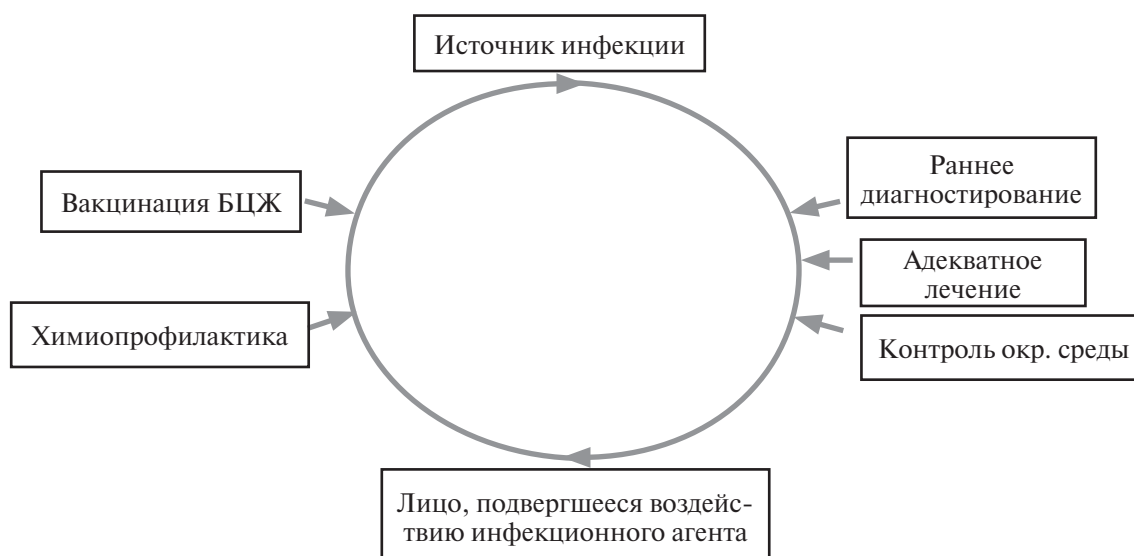 Источник инфекции
Вакцинация БЦЖ
Раннее
диагностирование
Адекватное
лечение
Химиопрофилактика
Контроль окр. среды
Лицо, подвергшееся воздейс-
твию инфекционного агента